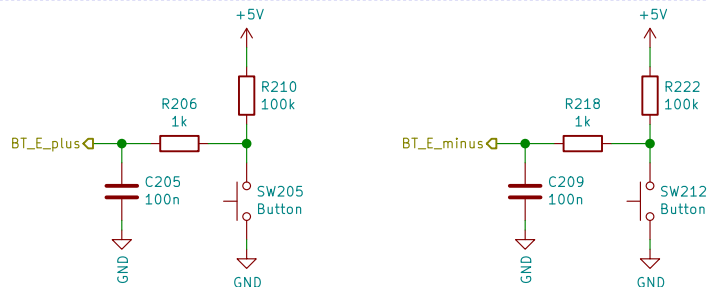 +5V
R210
100k
R206
1k
BT_E_plus
C205
100n
SW205
Button
GND
GND
+5V
R222
100k
R218
1k
BT_E_minus
C209
100n
SW212
Button
GND
GND